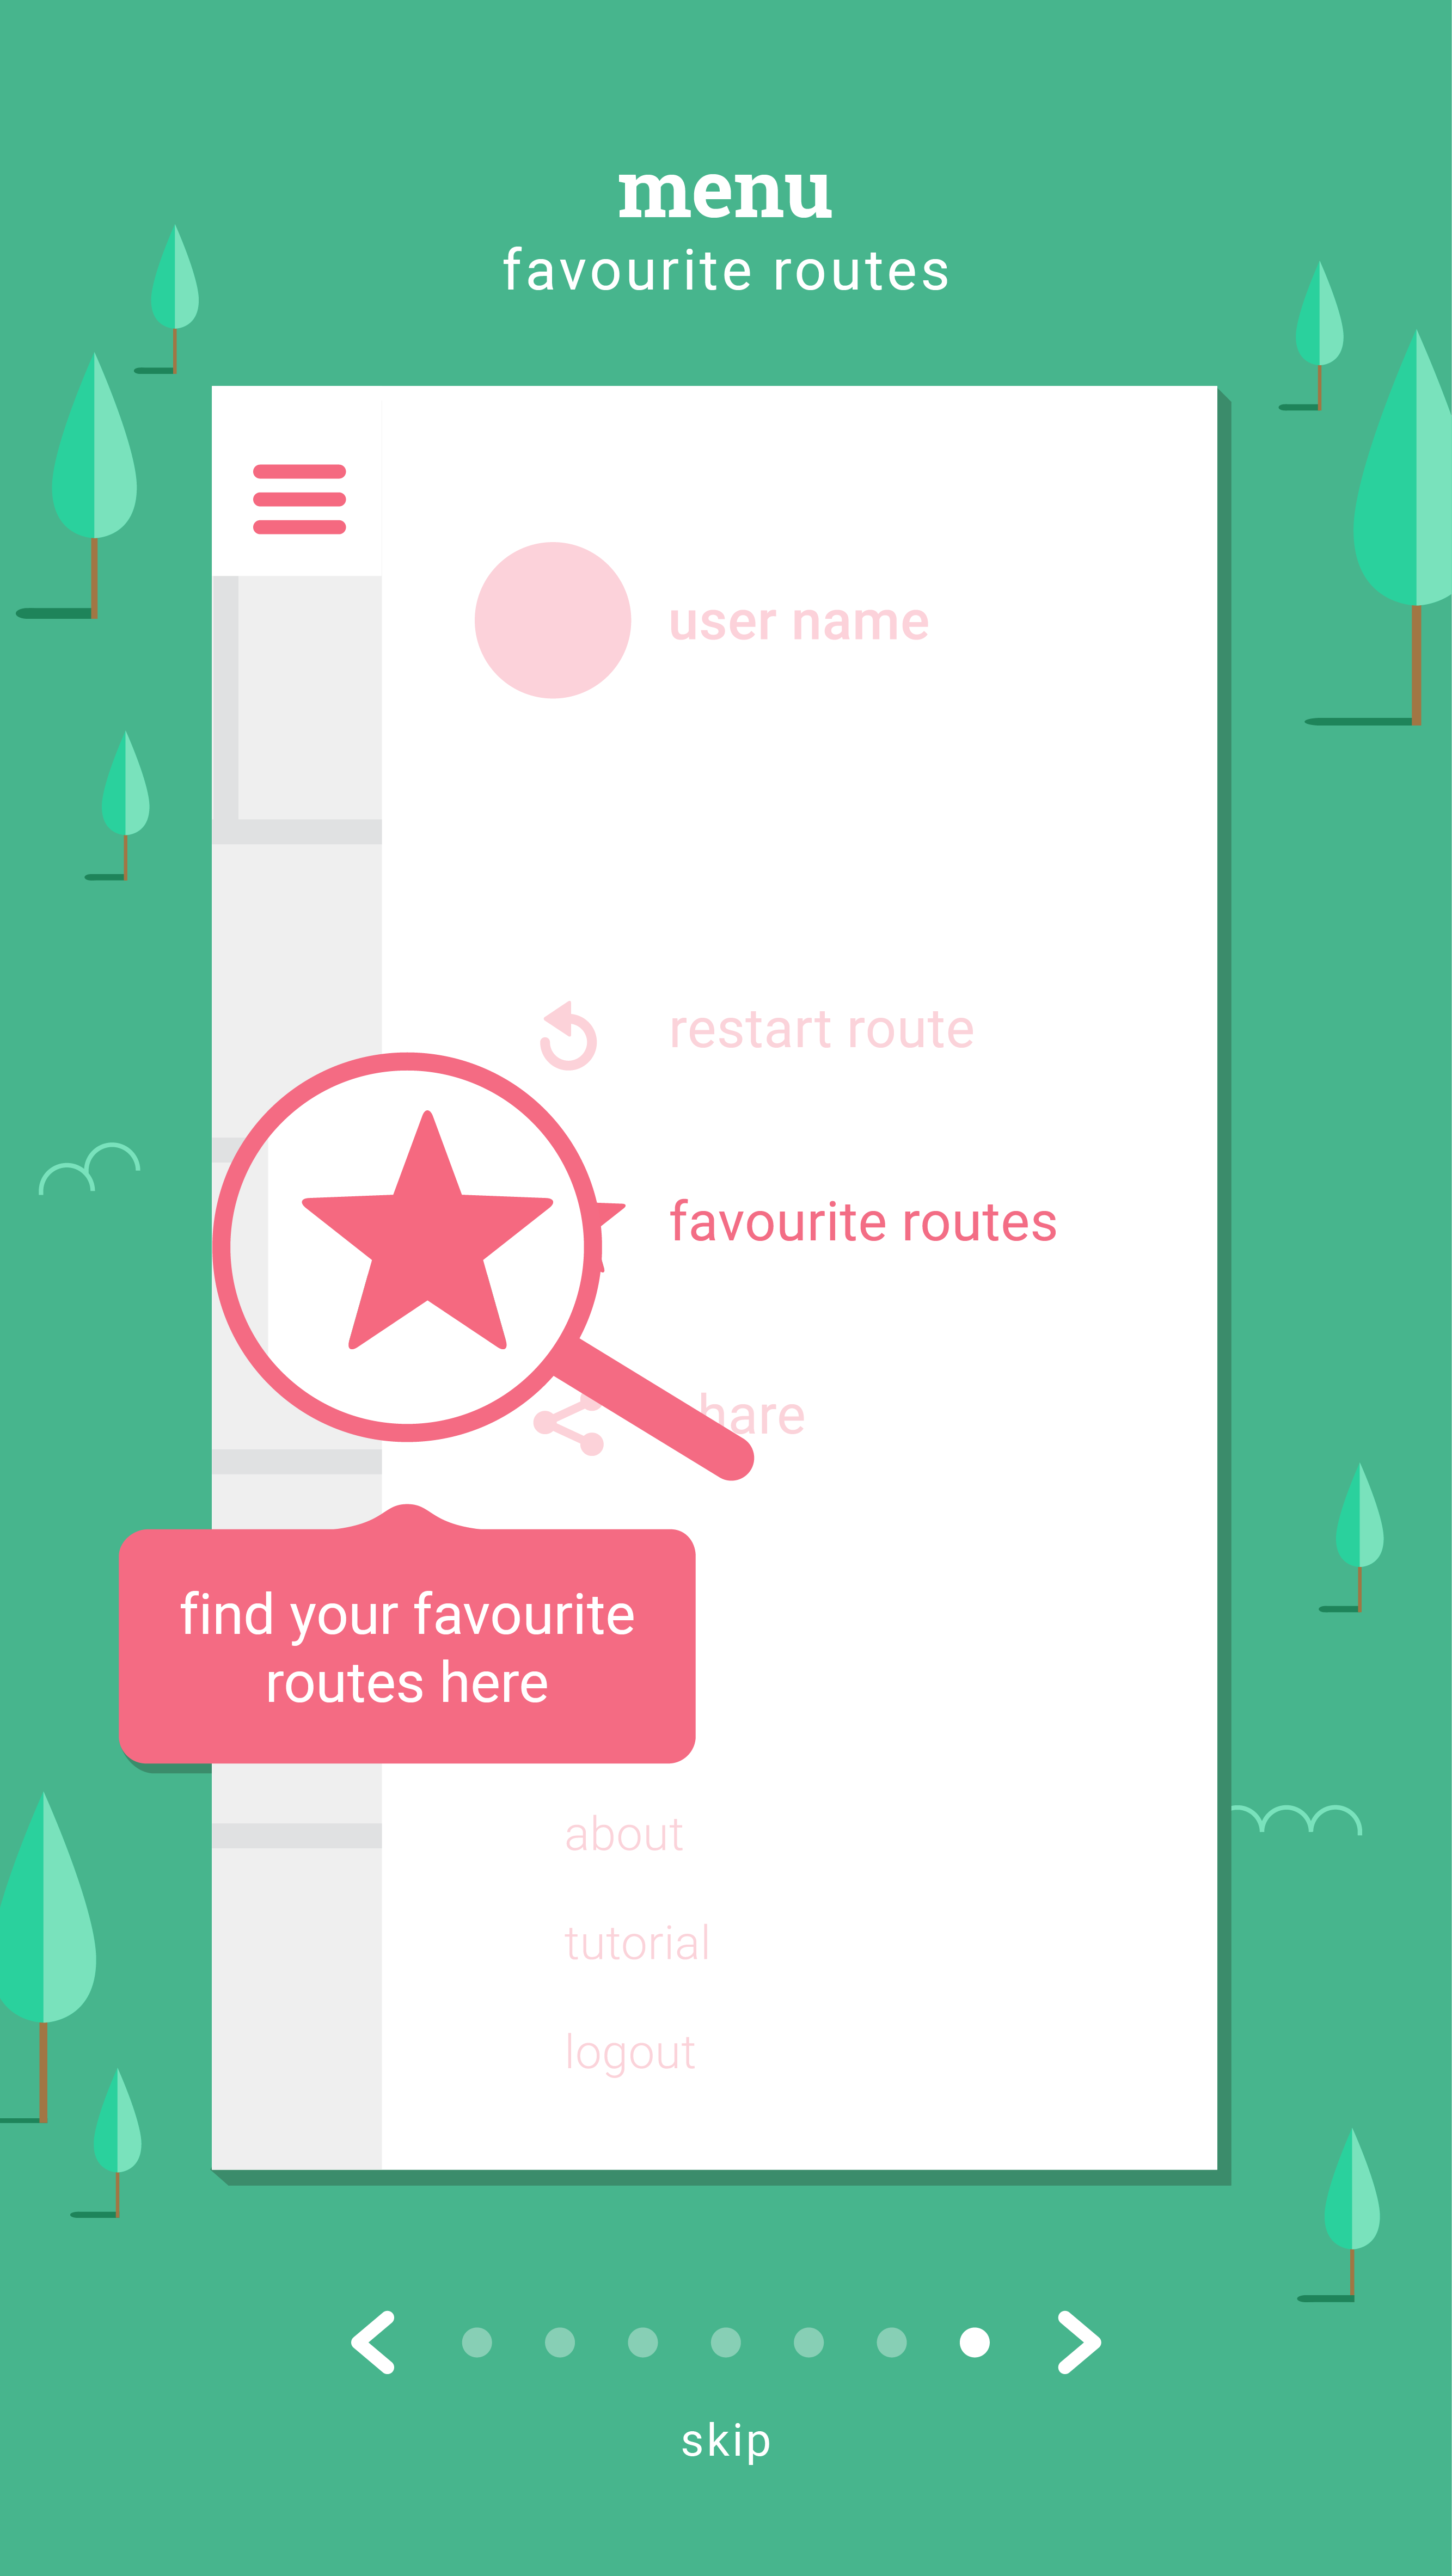 menu
favourite routes
user name
restart route
favourite routes
hare
find your favourite
routes here
about
tutorial
logout
skip